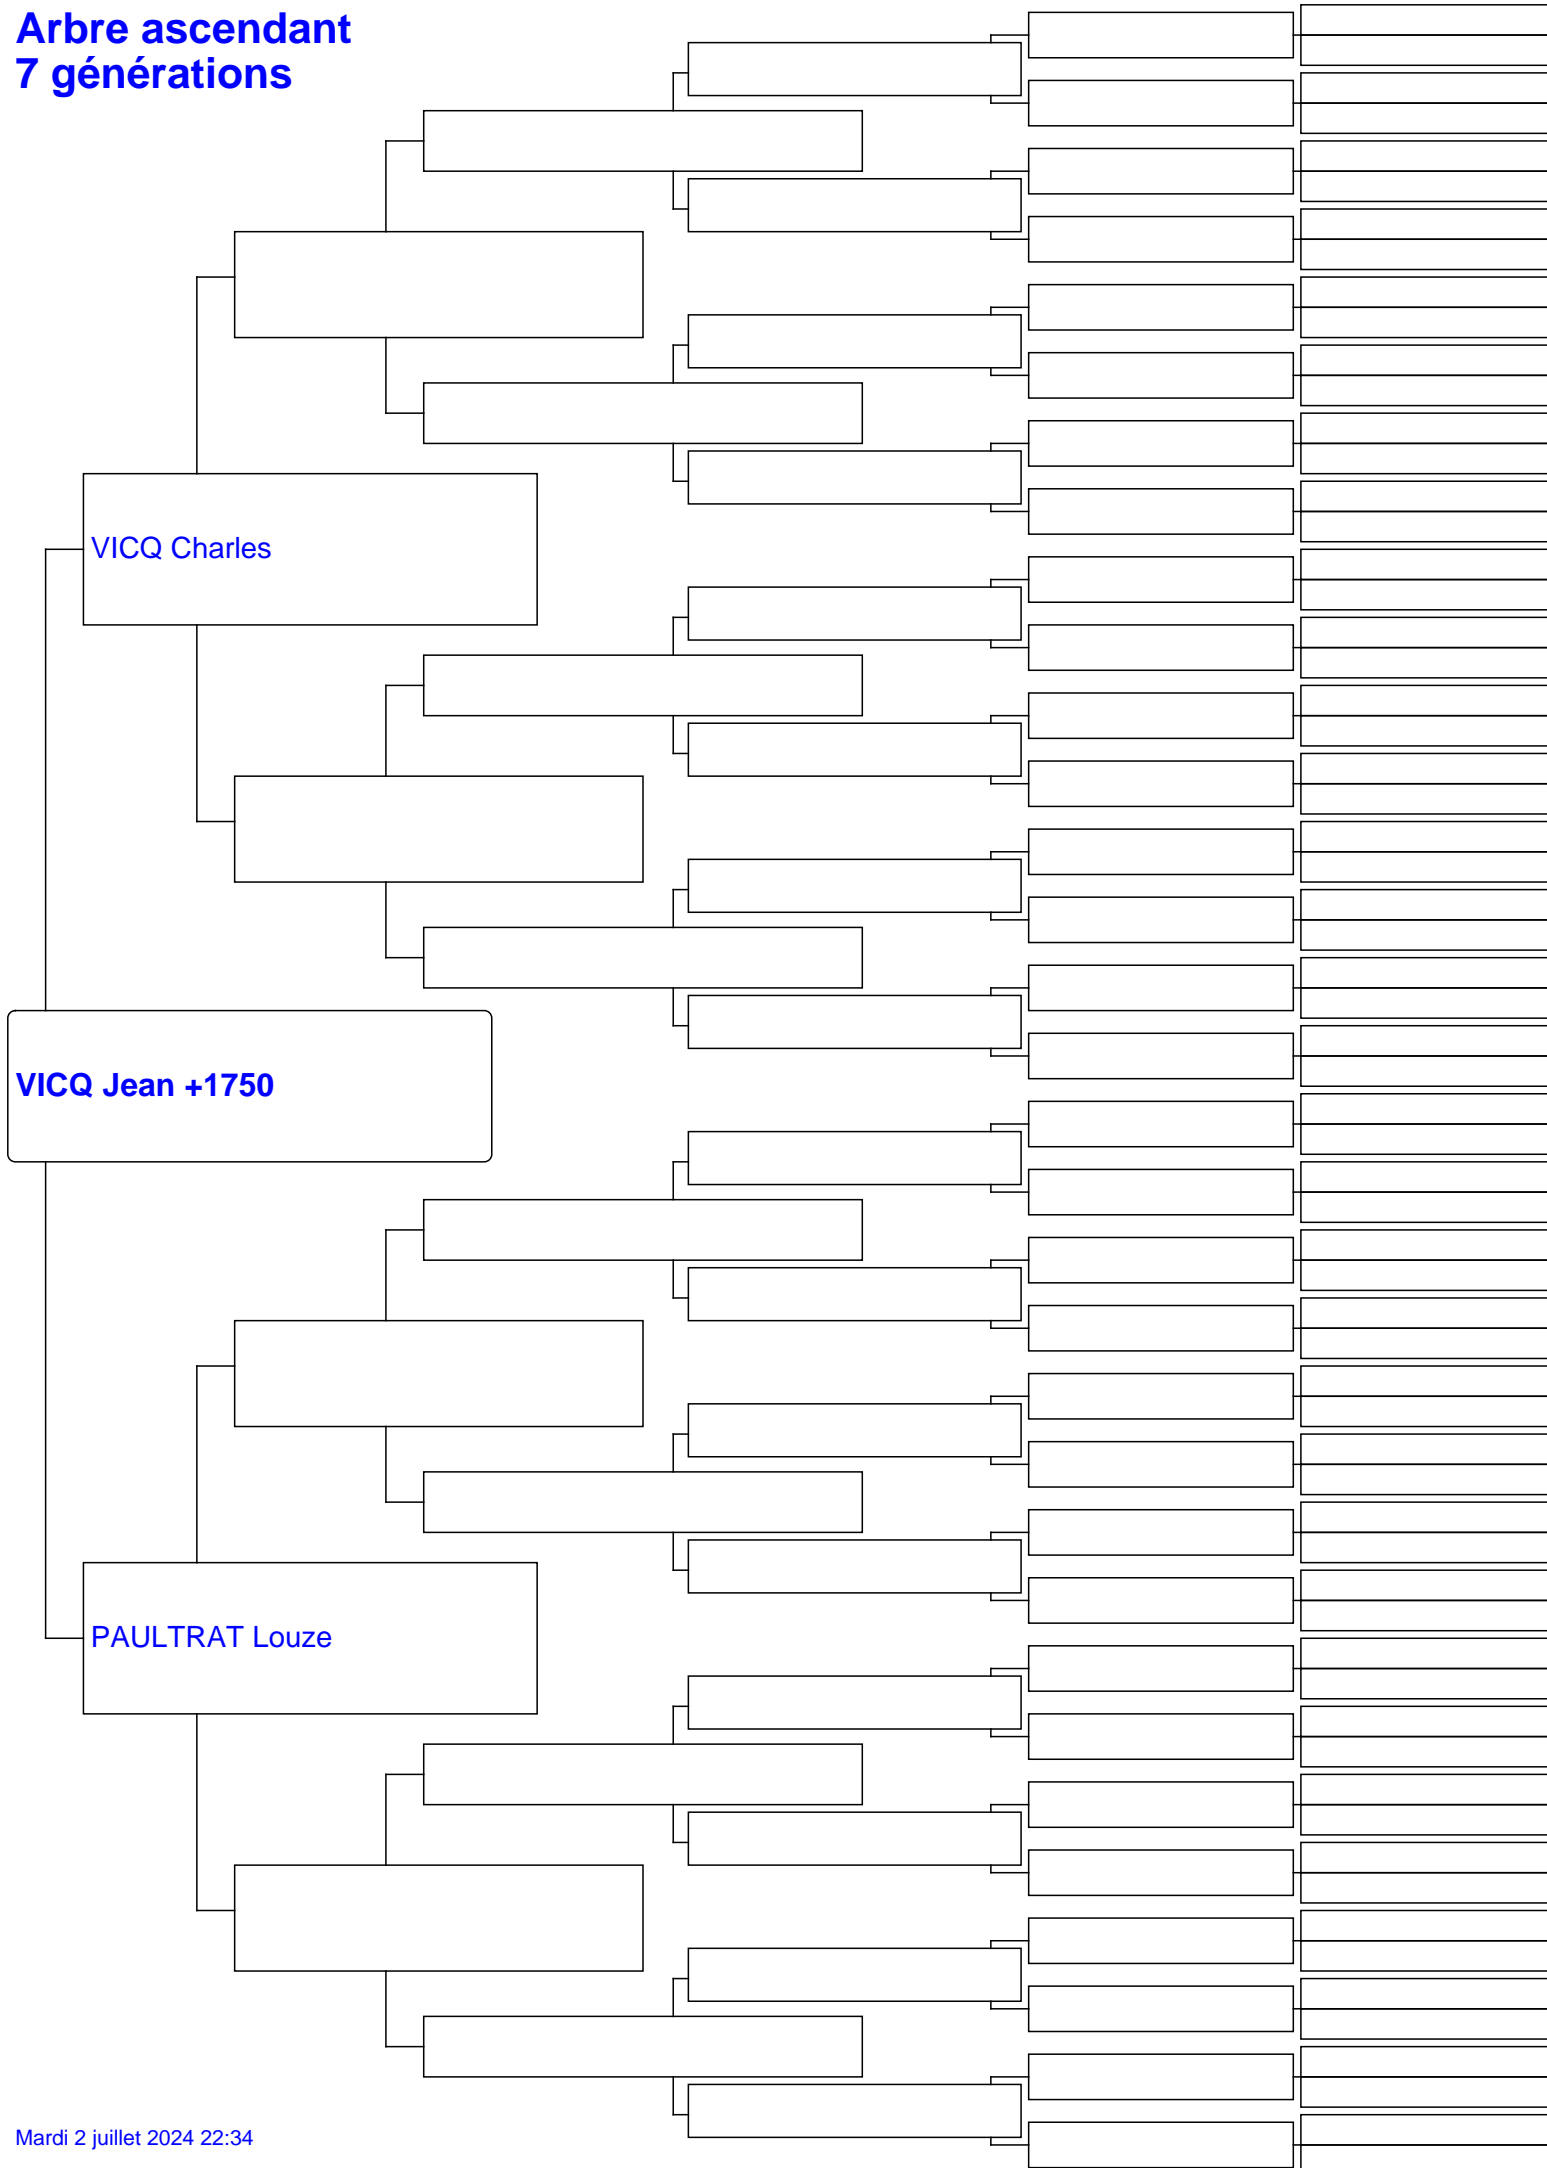 Arbre ascendant
7 générations
VICQ Charles
VICQ Jean +1750
PAULTRAT Louze
Mardi 2 juillet 2024 22:34